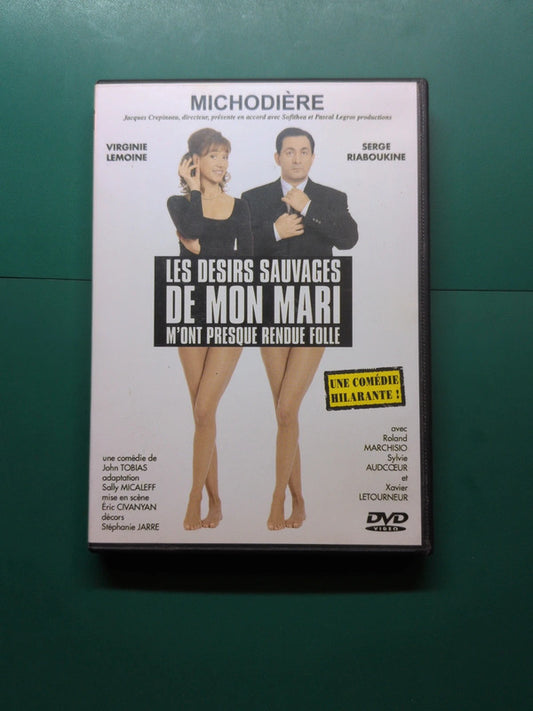 MICHODIÈRE
Jacques Crepineau, directeur, présente en accord avec Sofithea et Pascal Legros productions
VIRGINIE
LEMOINE
SERGE
RIABOUKINE
LES DESIRS SAUVAGES
DE MON MARI
M'ONT PRESQUE RENDUE FOLLE
UNE COMÉDIE
HILARANTE !
avec
Roland
MARCHISIO
Sylvie
AUDCŒUR
et
Xavier
LETOURNEUR
une comédie de
John TOBIAS
adaptation
Sally MICALEFF
mise en scène
Éric CIVANYAN
décors
Stéphanie JARRE
DVD
VIDEO